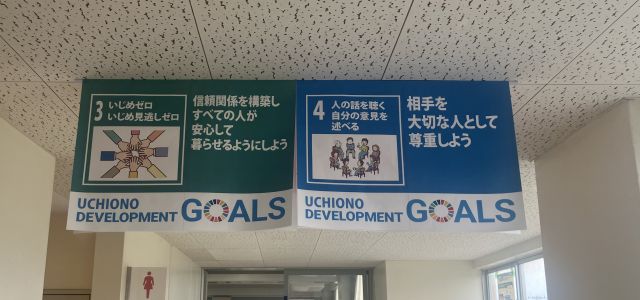 3 いじめゼロ
いじめ見逃しゼロ
信頼関係を構築し
すべての人が
安心して
暮らせるようにしよう
UCHIONO
DEVELOPMENT GOALS
4 人の話を聴く
自分の意見を
述べる
相手を
大切な人として
尊重しよう
UCHIONO
DEVELOPMENT GOALS